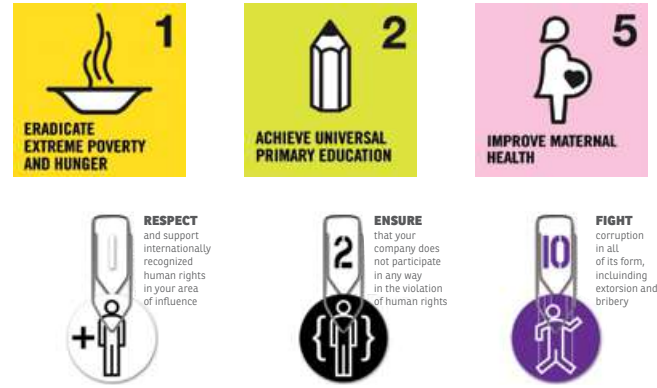 1
ERADICATE
EXTREME POVERTY
AND HUNGER
2
ACHIEVE UNIVERSAL
PRIMARY EDUCATION
5
IMPROVE MATERNAL
HEALTH
1
RESPECT
and support
internationally
recognized
human rights
in your area
of influence
+
2
ENSURE
that your
company does
not participate
in any way
in the violation
of human rights
{ }
10
FIGHT
corruption
in all
of its form,
incluinding
extorsion and
bribery